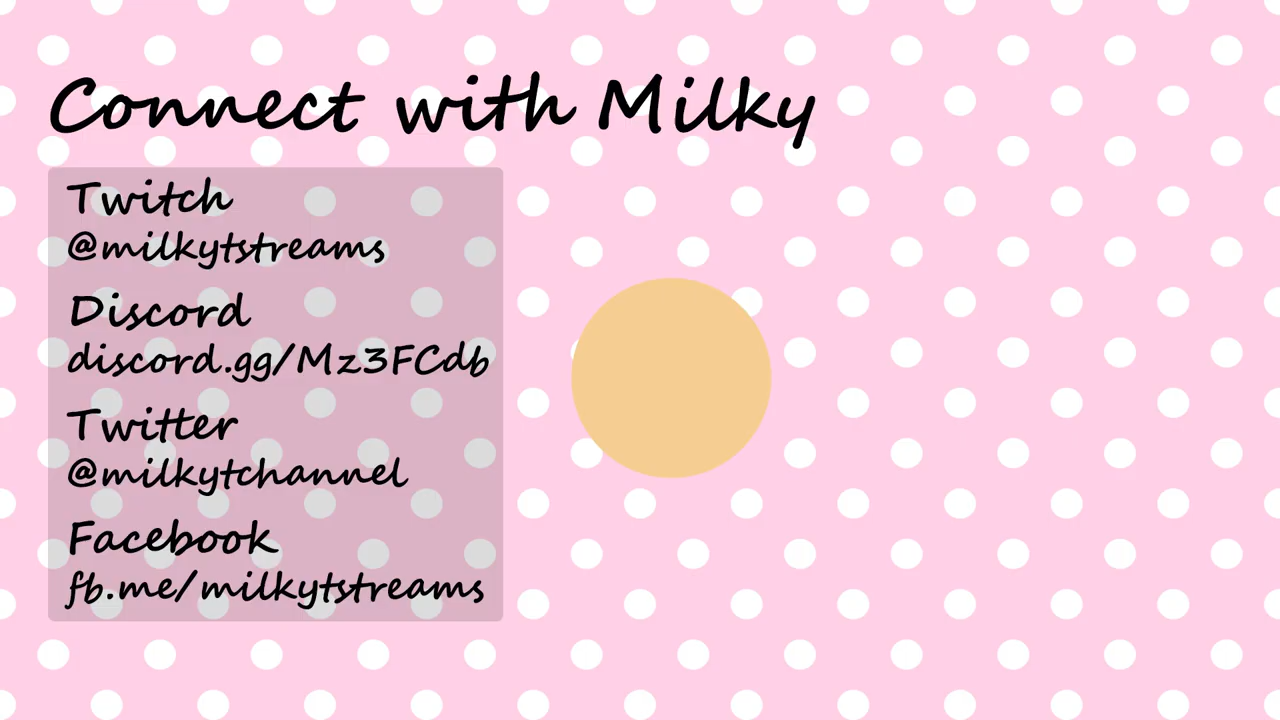 Connect with Milky
Twitch
@milkytstreams
Discord
discord.gg/Mz3FCdb
Twitter
@milkytchannel
Facebook
fb.me/milkytstreams